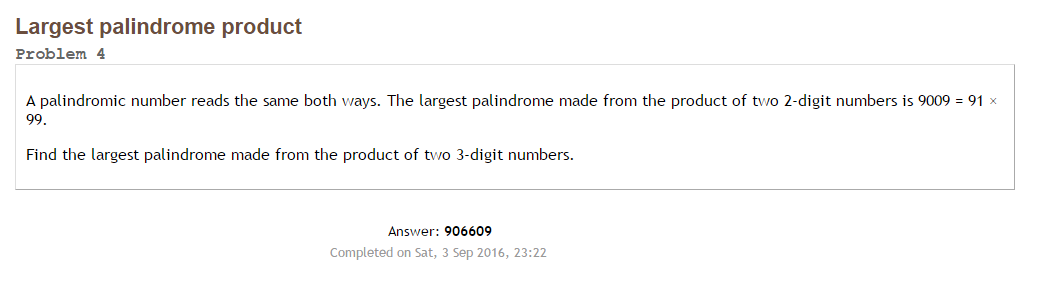 Largest palindrome product
Problem 4
A palindromic number reads the same both ways. The largest palindrome made from the product of two 2-digit numbers is 9009 = 91 ×
99.
Find the largest palindrome made from the product of two 3-digit numbers.
Answer: 906609
Completed on Sat, 3 Sep 2016, 23:22